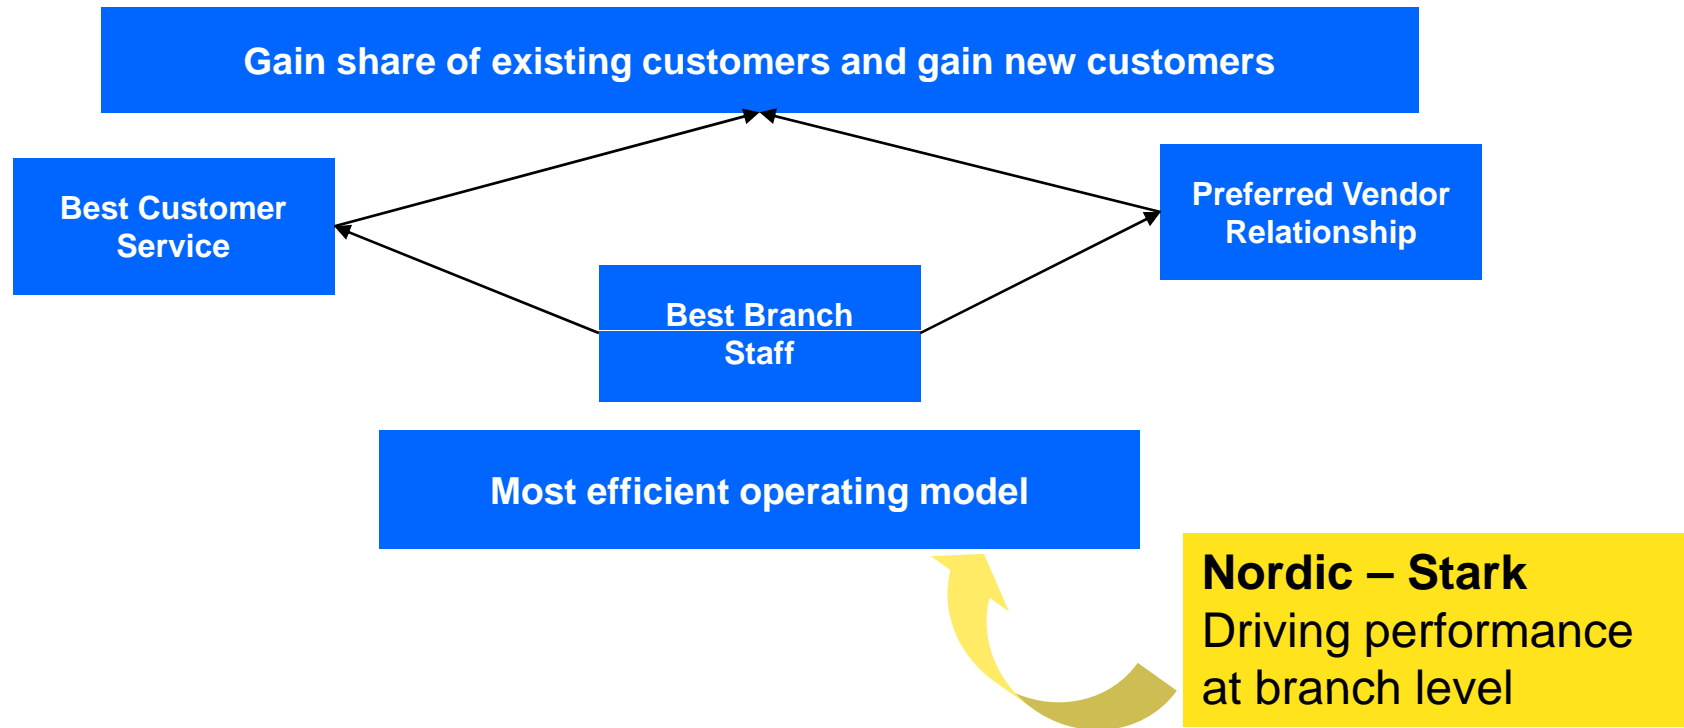 Gain share of existing customers and gain new customers
Best Customer
Service
Preferred Vendor
Relationship
Best Branch
Staff
Most efficient operating model
Nordic – Stark
Driving performance
at branch level